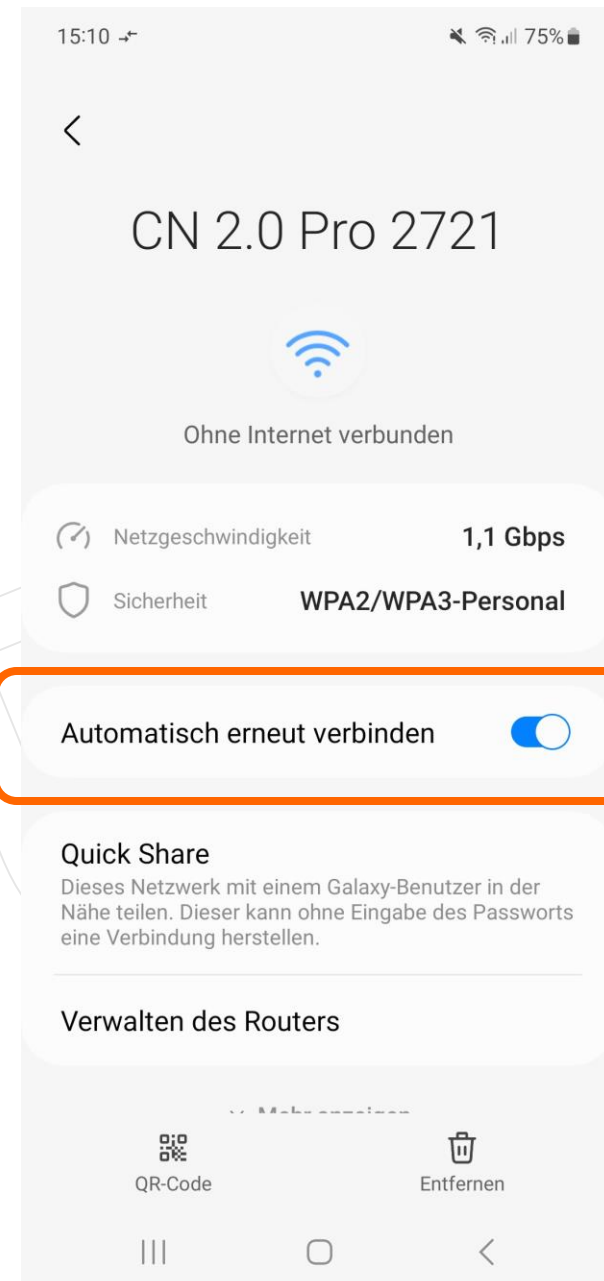 15:10 75%
CN 2.0 Pro 2721
Ohne Internet verbunden
Netzgeschwindigkeit 1,1 Gbps
Sicherheit WPA2/WPA3-Personal
Automatisch erneut verbinden
Quick Share
Dieses Netzwerk mit einem Galaxy-Benutzer in der
Nähe teilen. Dieser kann ohne Eingabe des Passworts
eine Verbindung herstellen.
Verwalten des Routers
Mehr anzeigen
QR-Code Entfernen